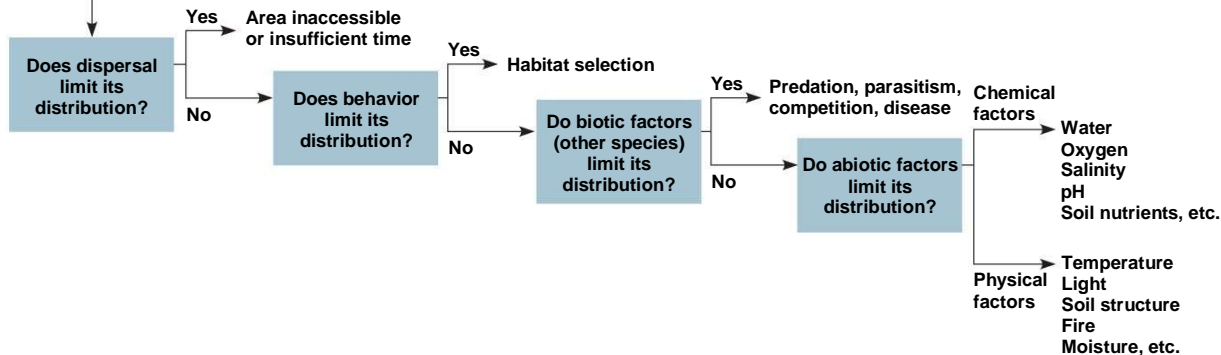 Yes
Area inaccessible
or insufficient time
Does dispersal
limit its
distribution?
No
Yes
Habitat selection
Does behavior
limit its
distribution?
No
Yes
Predation, parasitism,
competition, disease
Do biotic factors
(other species)
limit its
distribution?
No
Chemical
factors
Water
Oxygen
Salinity
pH
Soil nutrients, etc.
Do abiotic factors
limit its
distribution?
Physical
factors
Temperature
Light
Soil structure
Fire
Moisture, etc.